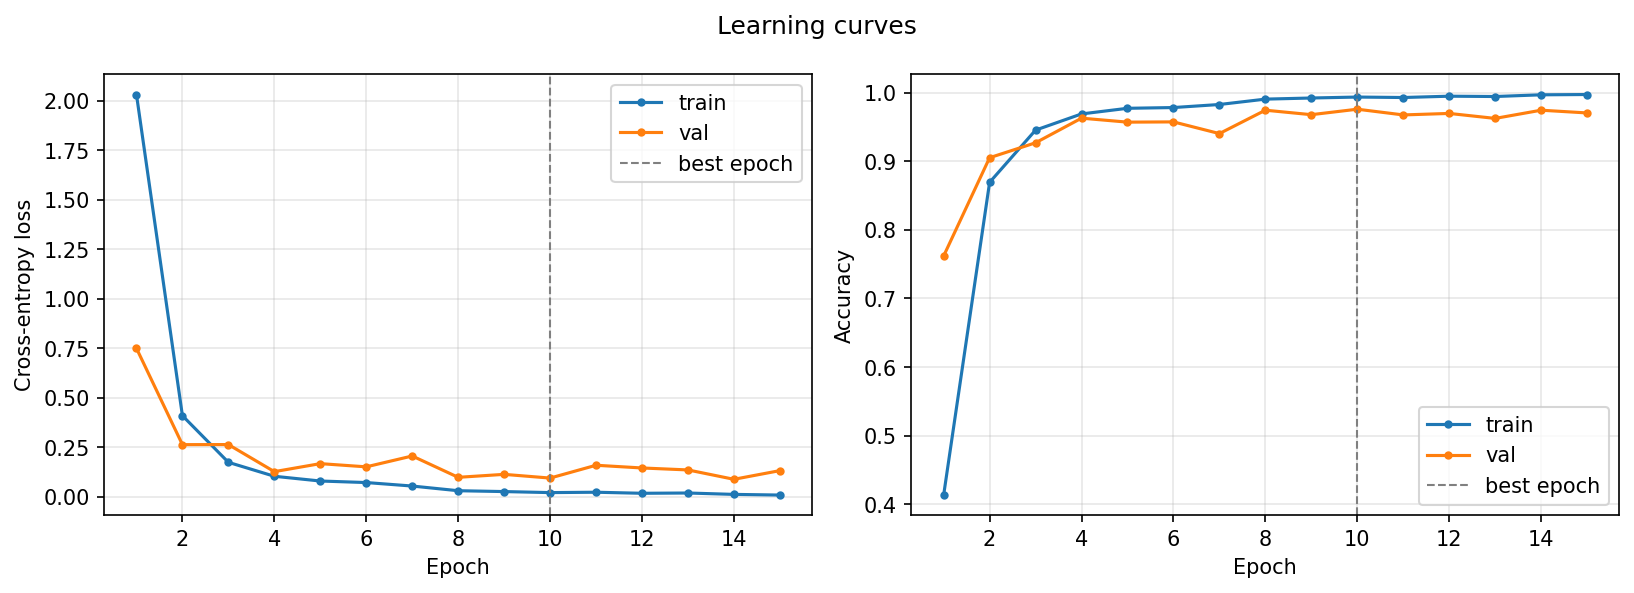 Learning curves
Cross-entropy loss
2.00
1.75
1.50
1.25
1.00
0.75
0.50
0.25
0.00
train
val
best epoch
2 4 6 8 10 12 14
Epoch
Accuracy
1.0
0.9
0.8
0.7
0.6
0.5
0.4
train
val
best epoch
2 4 6 8 10 12 14
Epoch